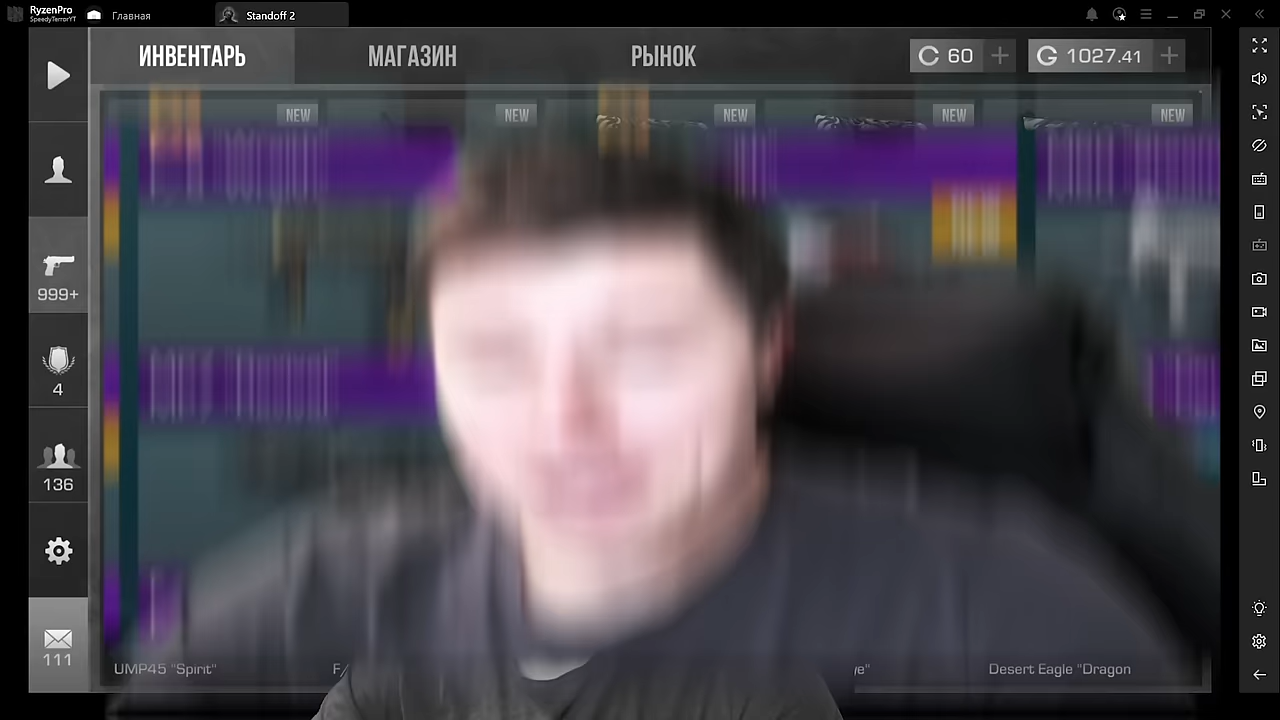 RyzenPro
SpeedyTerrorYT
Главная
Standoff 2
ИНВЕНТАРЬ
МАГАЗИН
РЫНОК
60
1027.41
NEW
NEW
NEW
NEW
NEW
999+
4
136
111
UMP45 "Spirit"
Desert Eagle "Dragon